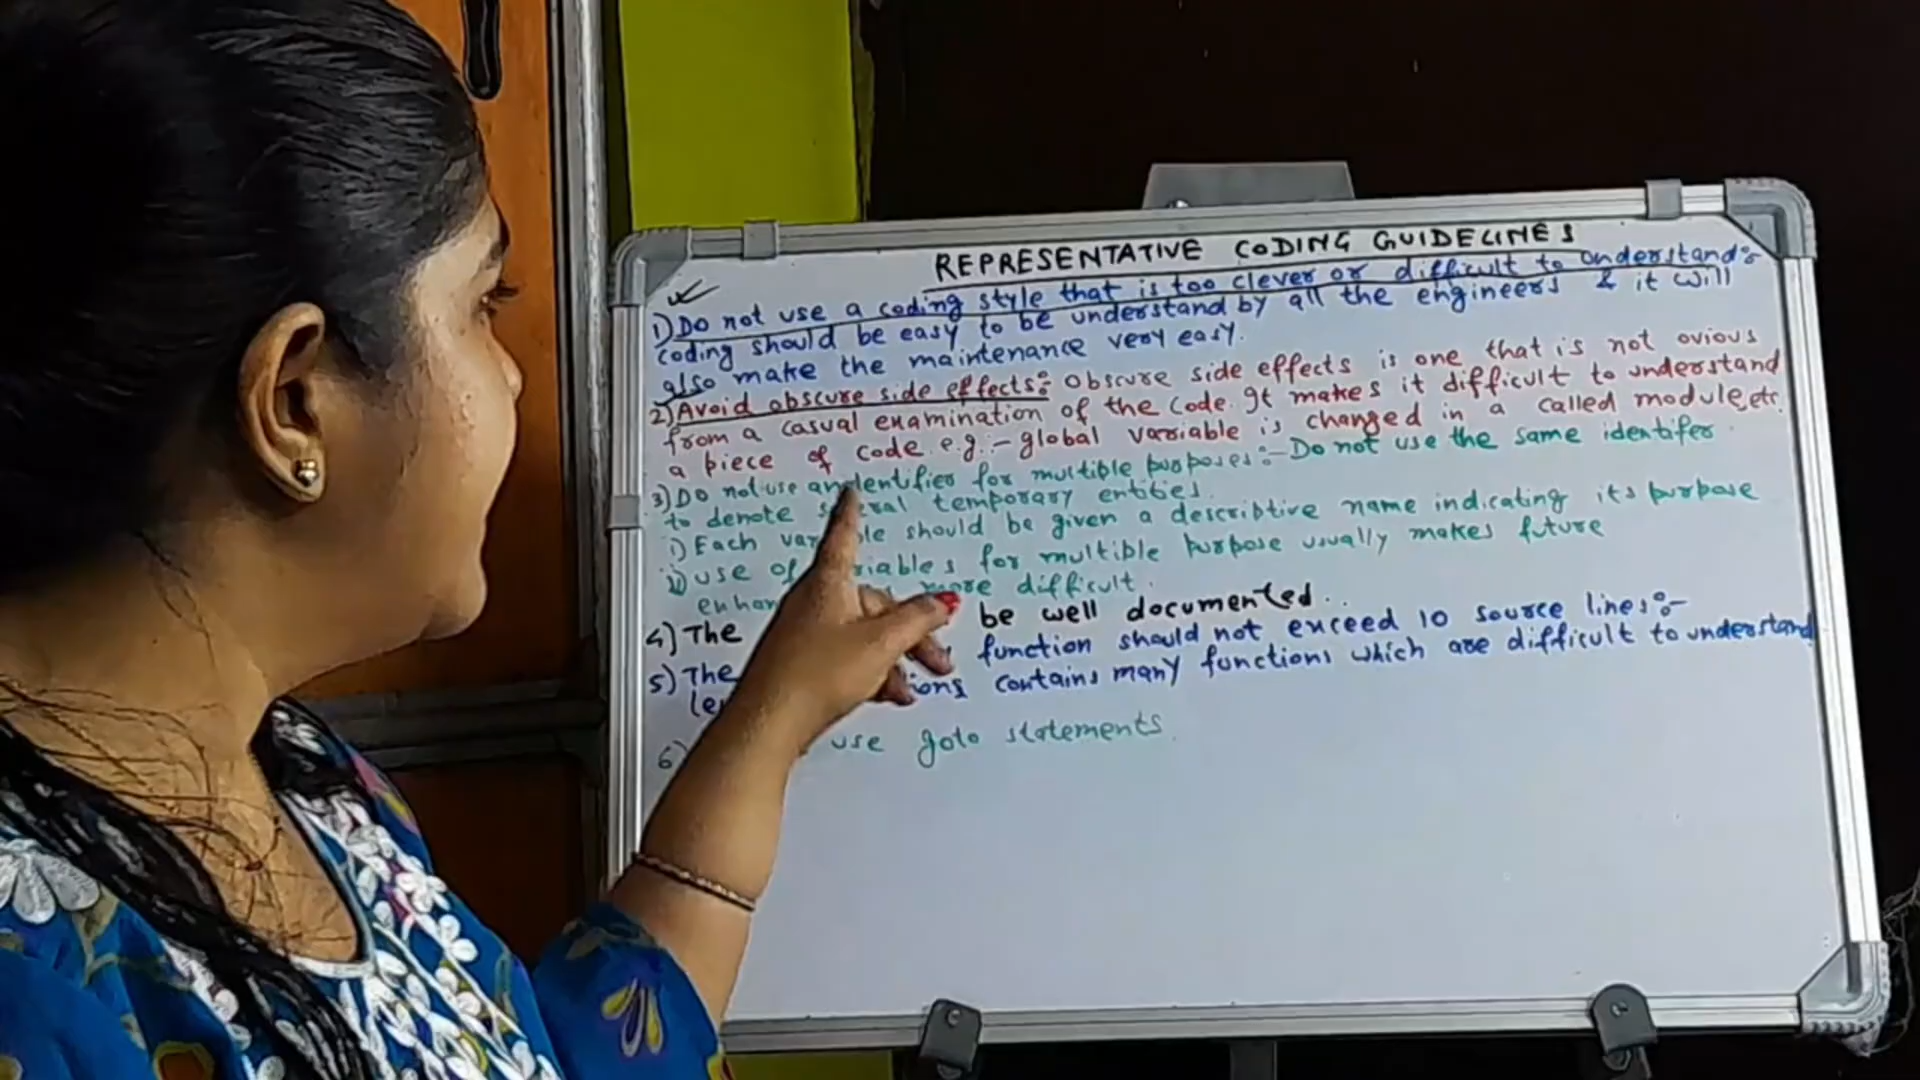 REPRESENTATIVE CODING GUIDELINES
1) Do not use a coding style that is too clever or difficult to understand:-
coding should be easy to be understand by all the engineers & it will
also make the maintenance very easy.
2) Avoid obscure side effects:- obscure side effects is one that is not ovious
from a casual examination of the code. It makes it difficult to understand
a piece of code. e.g:- global variable is changed in a called module, etc.
3) Do not use an identifier for multiple purposes:- Do not use the same identifer
to denote several temporary entities.
i) Each variable should be given a descriptive name indicating its purpose
ii) use of variables for multiple purpose usually makes future
more difficult.
4) The be well documented.
5) The function should not exceed 10 source lines:-
contains many functions which are difficult to understand
6) use goto statements.